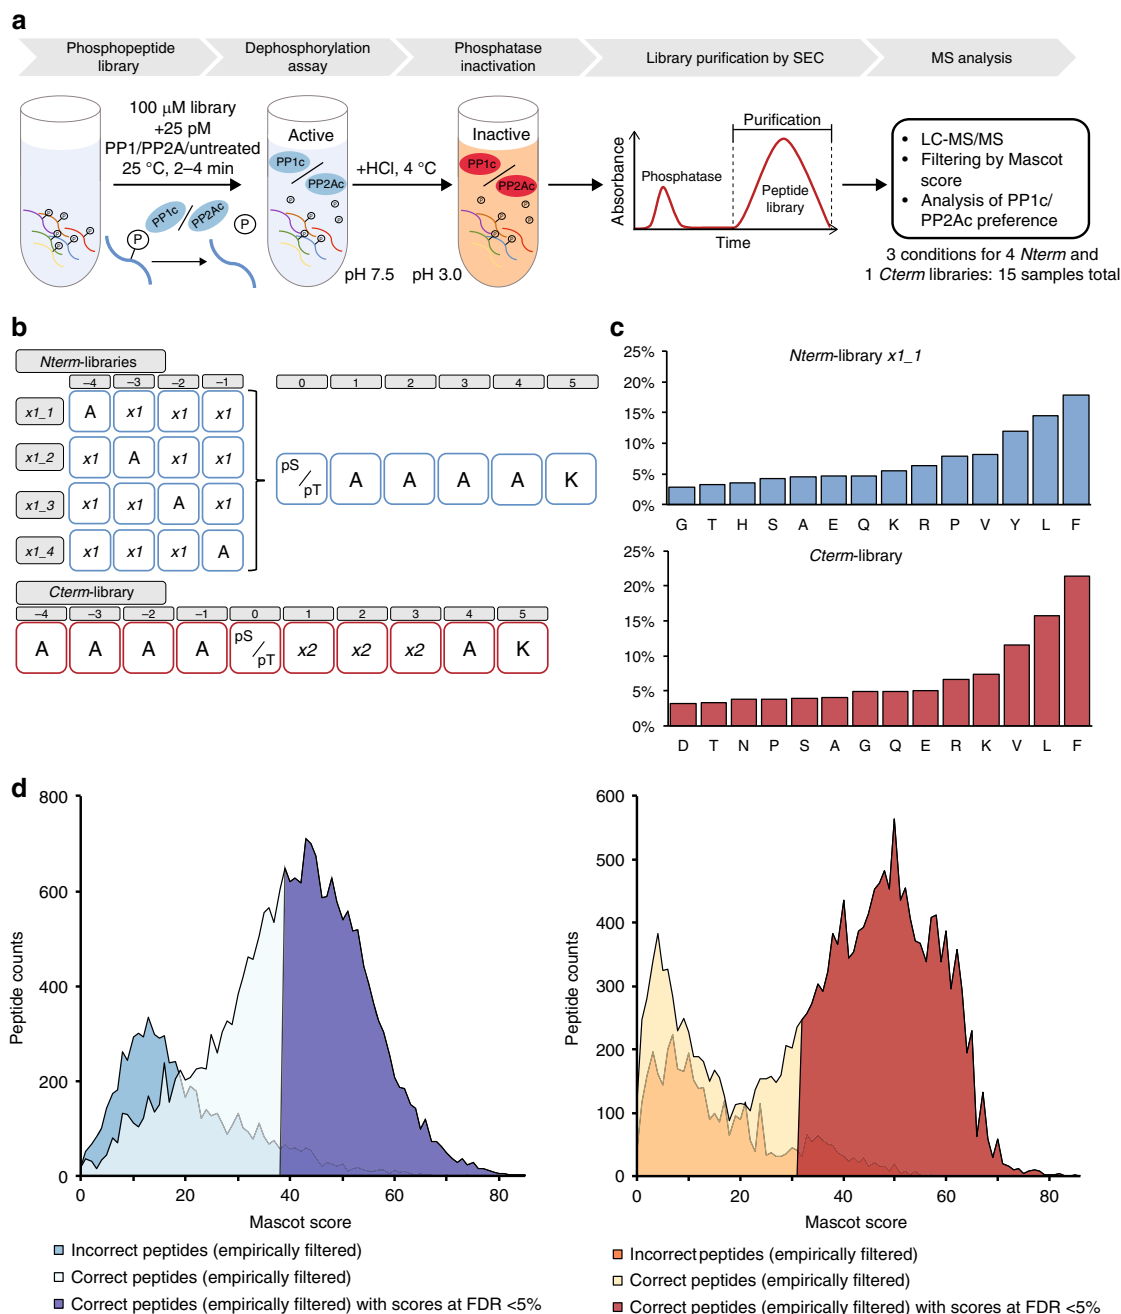 a
Phosphopeptide
library
Dephosphorylation
assay
Phosphatase
inactivation
Library purification by SEC
MS analysis
100 µM library
+25 pM
PP1/PP2A/untreated
25 °C, 2–4 min
PP1c
PP2Ac
P
P
Active
PP1c
PP2Ac
pH 7.5
+HCl, 4 °C
pH 3.0
Inactive
PP1c
PP2Ac
Absorbance
Phosphatase
Purification
Peptide
library
Time
• LC-MS/MS
• Filtering by Mascot
score
• Analysis of PP1c/
PP2Ac preference
3 conditions for 4 Nterm and
1 Cterm libraries: 15 samples total
b
Nterm-libraries
–4 –3 –2 –1
x1_1 A x1 x1 x1
x1_2 x1 A x1 x1
x1_3 x1 x1 A x1
x1_4 x1 x1 x1 A
0 1 2 3 4 5
pS/pT A A A A K
Cterm-library
–4 –3 –2 –1 0 1 2 3 4 5
A A A A pS/pT x2 x2 x2 A K
c
Nterm-library x1_1
25%
20%
15%
10%
5%
0%
G T H S A E Q K R P V Y L F
Cterm-library
25%
20%
15%
10%
5%
0%
D T N P S A G Q E R K V L F
d
Peptide counts
800
600
400
200
0
0 20 40 60 80
Mascot score
Incorrect peptides (empirically filtered)
Correct peptides (empirically filtered)
Correct peptides (empirically filtered) with scores at FDR <5%
Peptide counts
600
500
400
300
200
100
0
0 20 40 60 80
Mascot score
Incorrect peptides (empirically filtered)
Correct peptides (empirically filtered)
Correct peptides (empirically filtered) with scores at FDR <5%